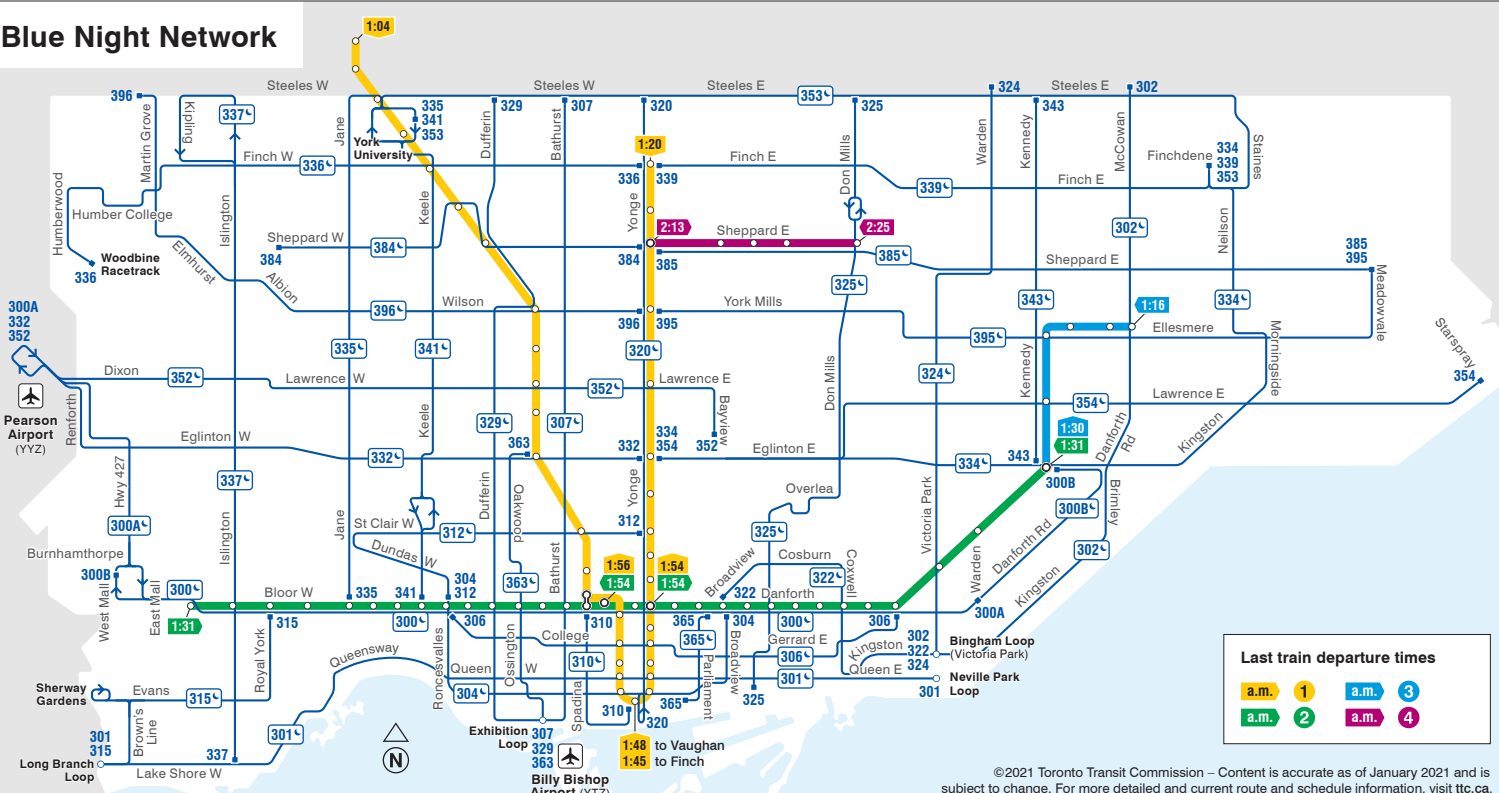 Blue Night Network
1:04
396
Steeles W
Steeles W
Steeles E
353
324
Steeles E
302
Martin Grove
Kipling
337
Jane
335
341
353
York
University
Dufferin
329
Bathurst
307
320
325
Don Mills
Warden
Kennedy
343
McCowan
Staines
1:20
Finch W
336
336
339
Finch E
339
Finch E
Finchdene
334
339
353
Humberwood
Humber College
Islington
Keele
Yonge
Neilson
302
Sheppard W
384
384
384
2:13
Sheppard E
2:25
385
385
Sheppard E
385
395
Woodbine
Racetrack
336
Elmhurst
Albion
325
Meadowvale
300A
332
352
396
Wilson
396
395
York Mills
343
1:16
334
Ellesmere
395
Morningside
335
341
320
Starspray
354
Dixon
352
Lawrence W
352
Lawrence E
Bayview
352
Don Mills
324
Kennedy
354
Lawrence E
Pearson
Airport
(YYZ)
Renforth
Keele
329
307
Kingston
Eglinton W
332
363
332
334
354
Eglinton E
334
343
1:30
1:31
Danforth
Rd
300B
Hwy 427
337
Dufferin
Oakwood
Yonge
Overlea
Victoria Park
Brimley
300B
300A
Islington
Jane
St Clair W
312
312
325
302
Burnhamthorpe
Dundas W
Bathurst
1:56
1:54
1:54
1:54
Broadview
Cosburn
322
Coxwell
Danforth Rd
Warden
Kingston
300B
West Mall
East Mall
300
1:31
Bloor W
335
341
304
312
363
322
Danforth
300A
315
300
306
310
365
304
300
306
Royal York
Roncesvalles
Ossington
College
310
Spadina
365
Parliament
Broadview
Gerrard E
306
Kingston
Queen E
302
322
324
Bingham Loop
(Victoria Park)
Queensway
Queen
W
304
301
301
Neville Park
Loop
Sherway
Gardens
Evans
315
Brown's
Line
325
365
310
320
301
315
Long Branch
Loop
337
Lake Shore W
301
N
Exhibition
Loop
307
329
363
Billy Bishop
Airport (YTZ)
1:48 to Vaughan
1:45 to Finch
Last train departure times
a.m. 1
a.m. 3
a.m. 2
a.m. 4
©2021 Toronto Transit Commission – Content is accurate as of January 2021 and is
subject to change. For more detailed and current route and schedule information, visit ttc.ca.